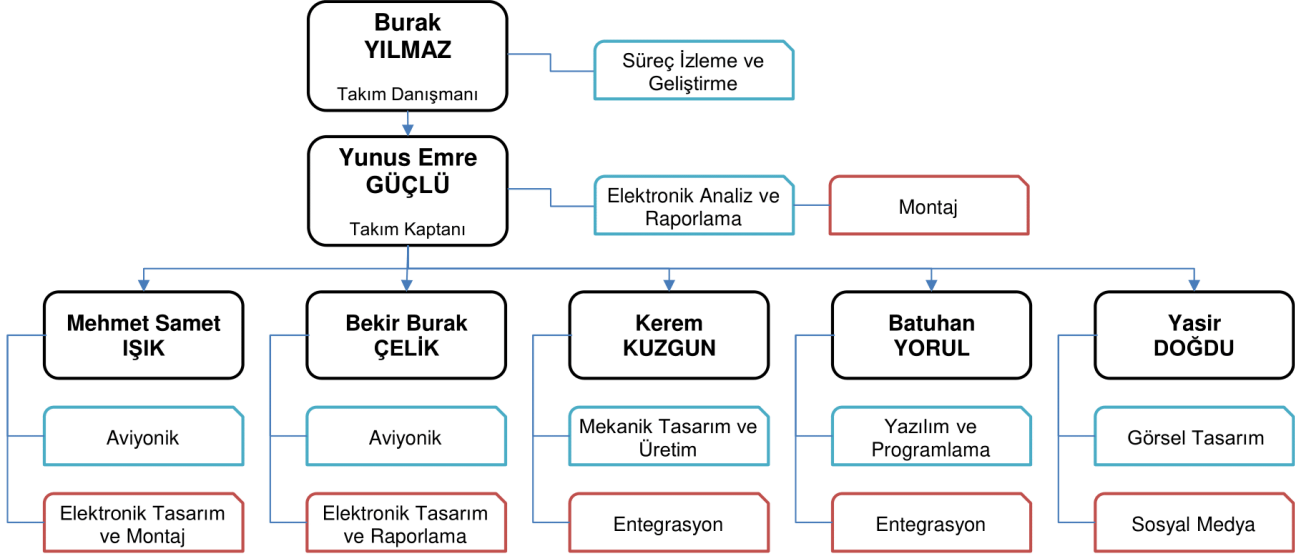 Burak
YILMAZ
Takım Danışmanı
Süreç İzleme ve
Geliştirme
Yunus Emre
GÜÇLÜ
Takım Kaptanı
Elektronik Analiz ve
Raporlama
Montaj
Mehmet Samet
IŞIK
Bekir Burak
ÇELİK
Kerem
KUZGUN
Batuhan
YORUL
Yasir
DOĞDU
Aviyonik
Aviyonik
Mekanik Tasarım ve
Üretim
Yazılım ve
Programlama
Görsel Tasarım
Elektronik Tasarım
ve Montaj
Elektronik Tasarım
ve Raporlama
Entegrasyon
Entegrasyon
Sosyal Medya